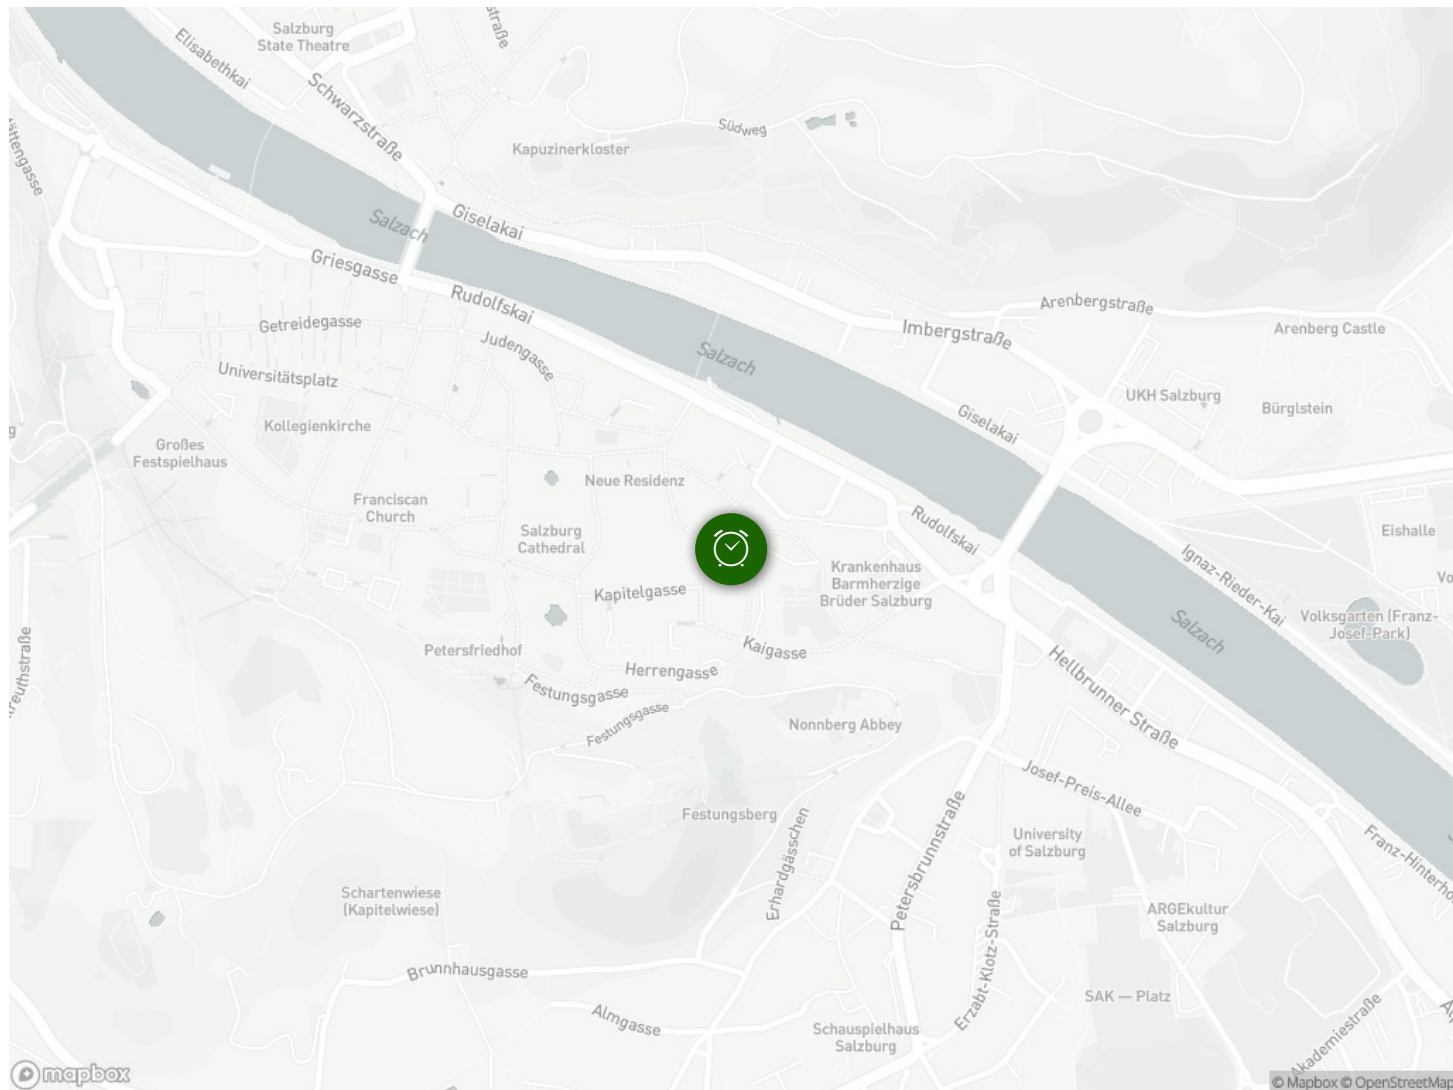 Salzburg
State Theatre
Elisabethkai
Schwarzstraße
straße
Südweg
Kapuzinerkloster
Salzach
Giselakai
Griesgasse
Rudolfskai
Arenbergstraße
Imbergstraße
Arenberg Castle
Getreidegasse
Judengasse
Salzach
Universitätsplatz
UKH Salzburg
Bürglstein
Giselakai
Kollegienkirche
Großes
Festspielhaus
Neue Residenz
Franciscan
Church
Rudolfskai
Eishalle
Salzburg
Cathedral
Ignaz-Rieder-Kai
Krankenhaus
Barmherzige
Brüder Salzburg
Kapitelgasse
Volksgarten (Franz-
Josef-Park)
Salzach
Petersfriedhof
Kaigasse
Herrengasse
Festungsgasse
Hellbrunner Straße
Festungsgasse
Nonnberg Abbey
Josef-Preis-Allee
Festungsberg
Erhardgässchen
Petersbrunnstraße
University
of Salzburg
Franz-Hinterho
Schartenwiese
(Kapitelwiese)
ARGEkultur
Salzburg
Erzabt-Klotz-Straße
Brunnhausgasse
SAK — Platz
Almgasse
Schauspielhaus
Salzburg
Akademiestraße
mapbox
© Mapbox © OpenStreetMap